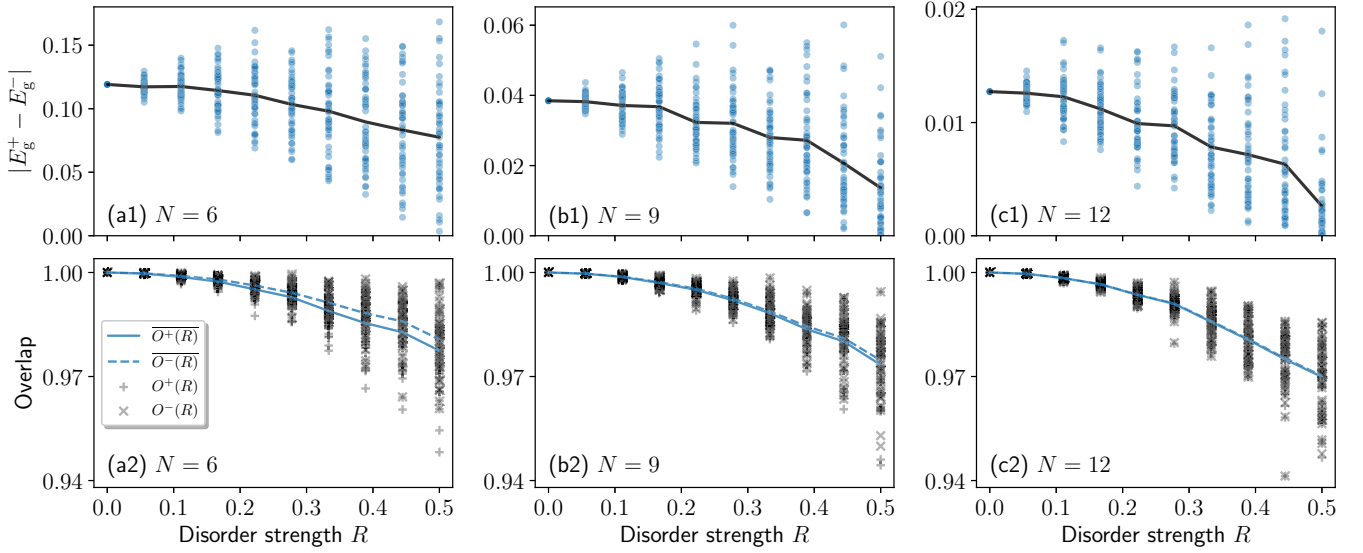 |E_g^+ − E_g^−|
0.15
0.10
0.05
0.00
(a1) N = 6
0.06
0.04
0.02
0.00
(b1) N = 9
0.02
0.01
0.00
(c1) N = 12
Overlap
1.00
0.97
0.94
O^+(R)
O^−(R)
O^+(R)
O^−(R)
(a2) N = 6
0.0 0.1 0.2 0.3 0.4 0.5
Disorder strength R
1.00
0.97
0.94
(b2) N = 9
0.0 0.1 0.2 0.3 0.4 0.5
Disorder strength R
1.00
0.97
0.94
(c2) N = 12
0.0 0.1 0.2 0.3 0.4 0.5
Disorder strength R